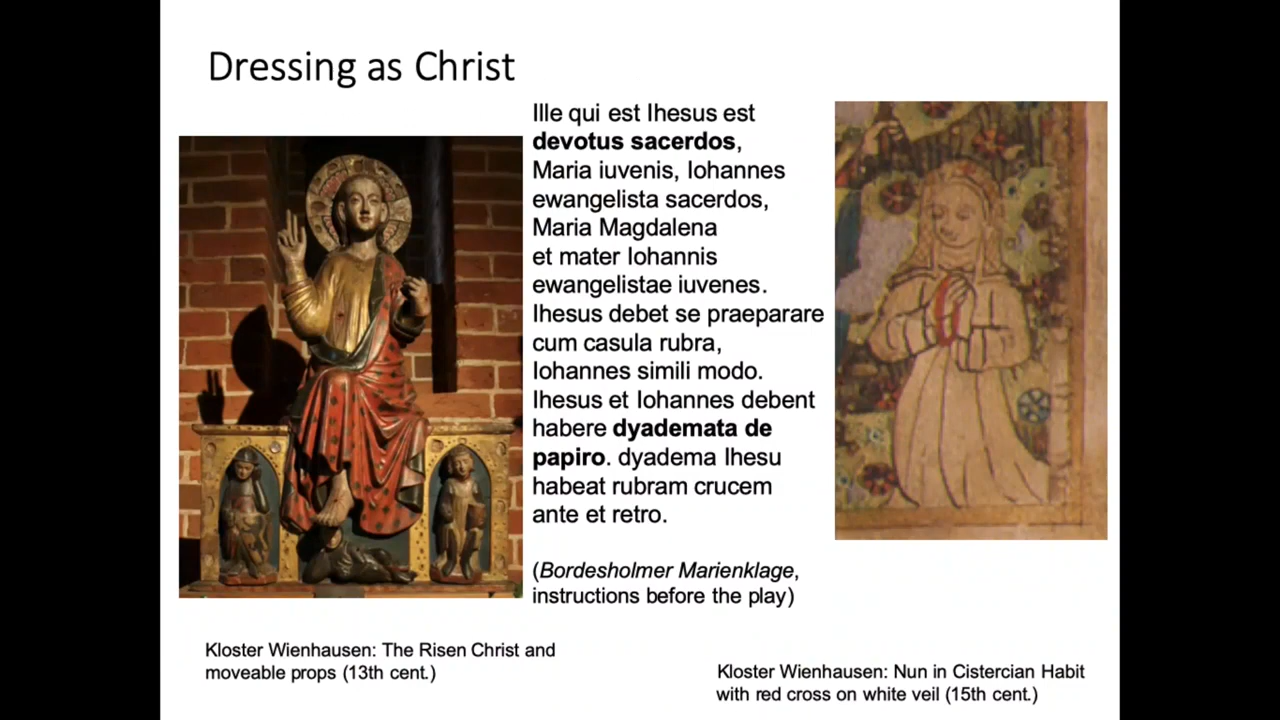 Dressing as Christ
Ille qui est Ihesus est
devotus sacerdos,
Maria iuvenis, Iohannes
ewangelista sacerdos,
Maria Magdalena
et mater Iohannis
ewangelistae iuvenes.
Ihesus debet se praeparare
cum casula rubra,
Iohannes simili modo.
Ihesus et Iohannes debent
habere dyademata de
papiro. dyadema Ihesu
habeat rubram crucem
ante et retro.
(Bordesholmer Marienklage,
instructions before the play)
Kloster Wienhausen: The Risen Christ and
moveable props (13th cent.)
Kloster Wienhausen: Nun in Cistercian Habit
with red cross on white veil (15th cent.)